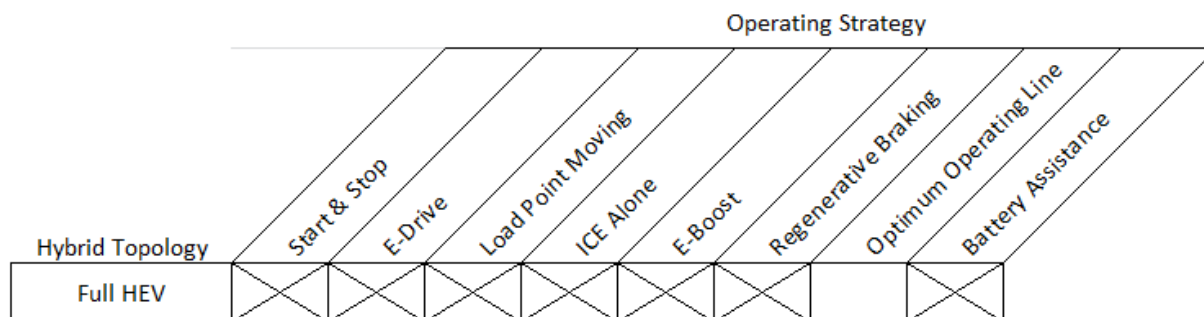 Operating Strategy
Start & Stop
E-Drive
Load Point Moving
ICE Alone
E-Boost
Regenerative Braking
Optimum Operating Line
Battery Assistance
Hybrid Topology
Full HEV